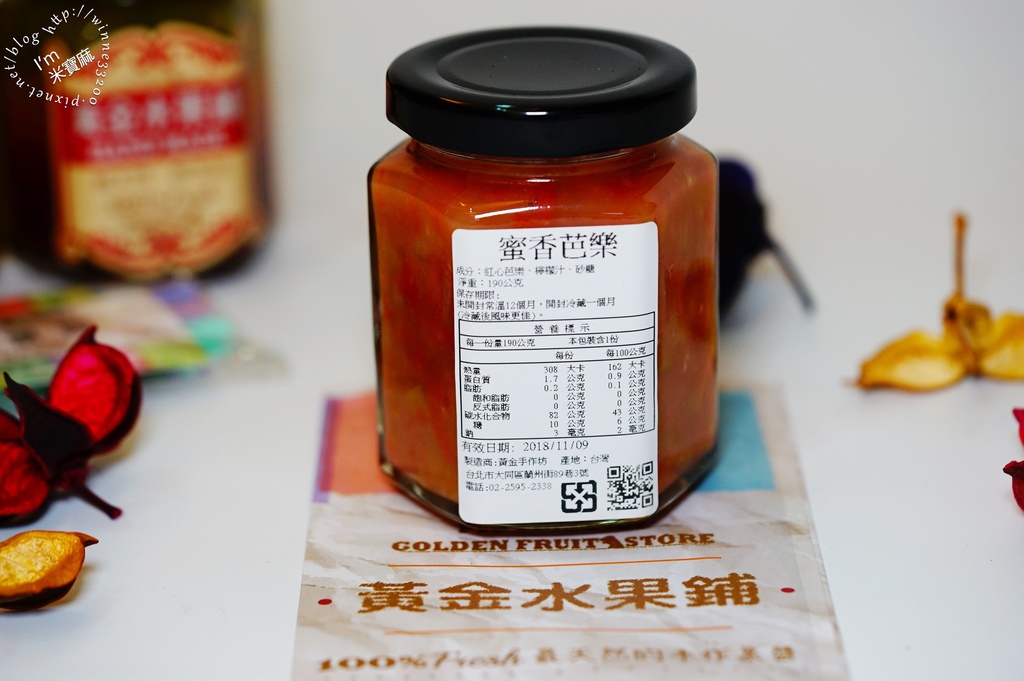 http://winne33200.pixnet.net/blog
I'm
米寶麻
蜜香芭樂
成分：紅心芭樂、檸檬汁、砂糖
淨重：190公克
保存期限:
未開封常溫12個月，開封冷藏一個月
(冷藏後風味更佳)。
營養標示
每一份量190公克 本包裝含1份
每份 每100公克
熱量 308 大卡 162 大卡
蛋白質 1.7 公克 0.9 公克
脂肪 0.2 公克 0.1 公克
飽和脂肪 0 公克 0 公克
反式脂肪 0 公克 0 公克
碳水化合物 82 公克 43 公克
糖 10 公克 6 公克
鈉 3 毫克 2 毫克
有效日期: 2018/11/09
製造商:黃金手作坊 產地:台灣
台北市大同區蘭州街89巷3號
電話:02-2595-2338
GOLDEN FRUIT STORE
黃金水果鋪
100% Fresh 最天然的手作果醬